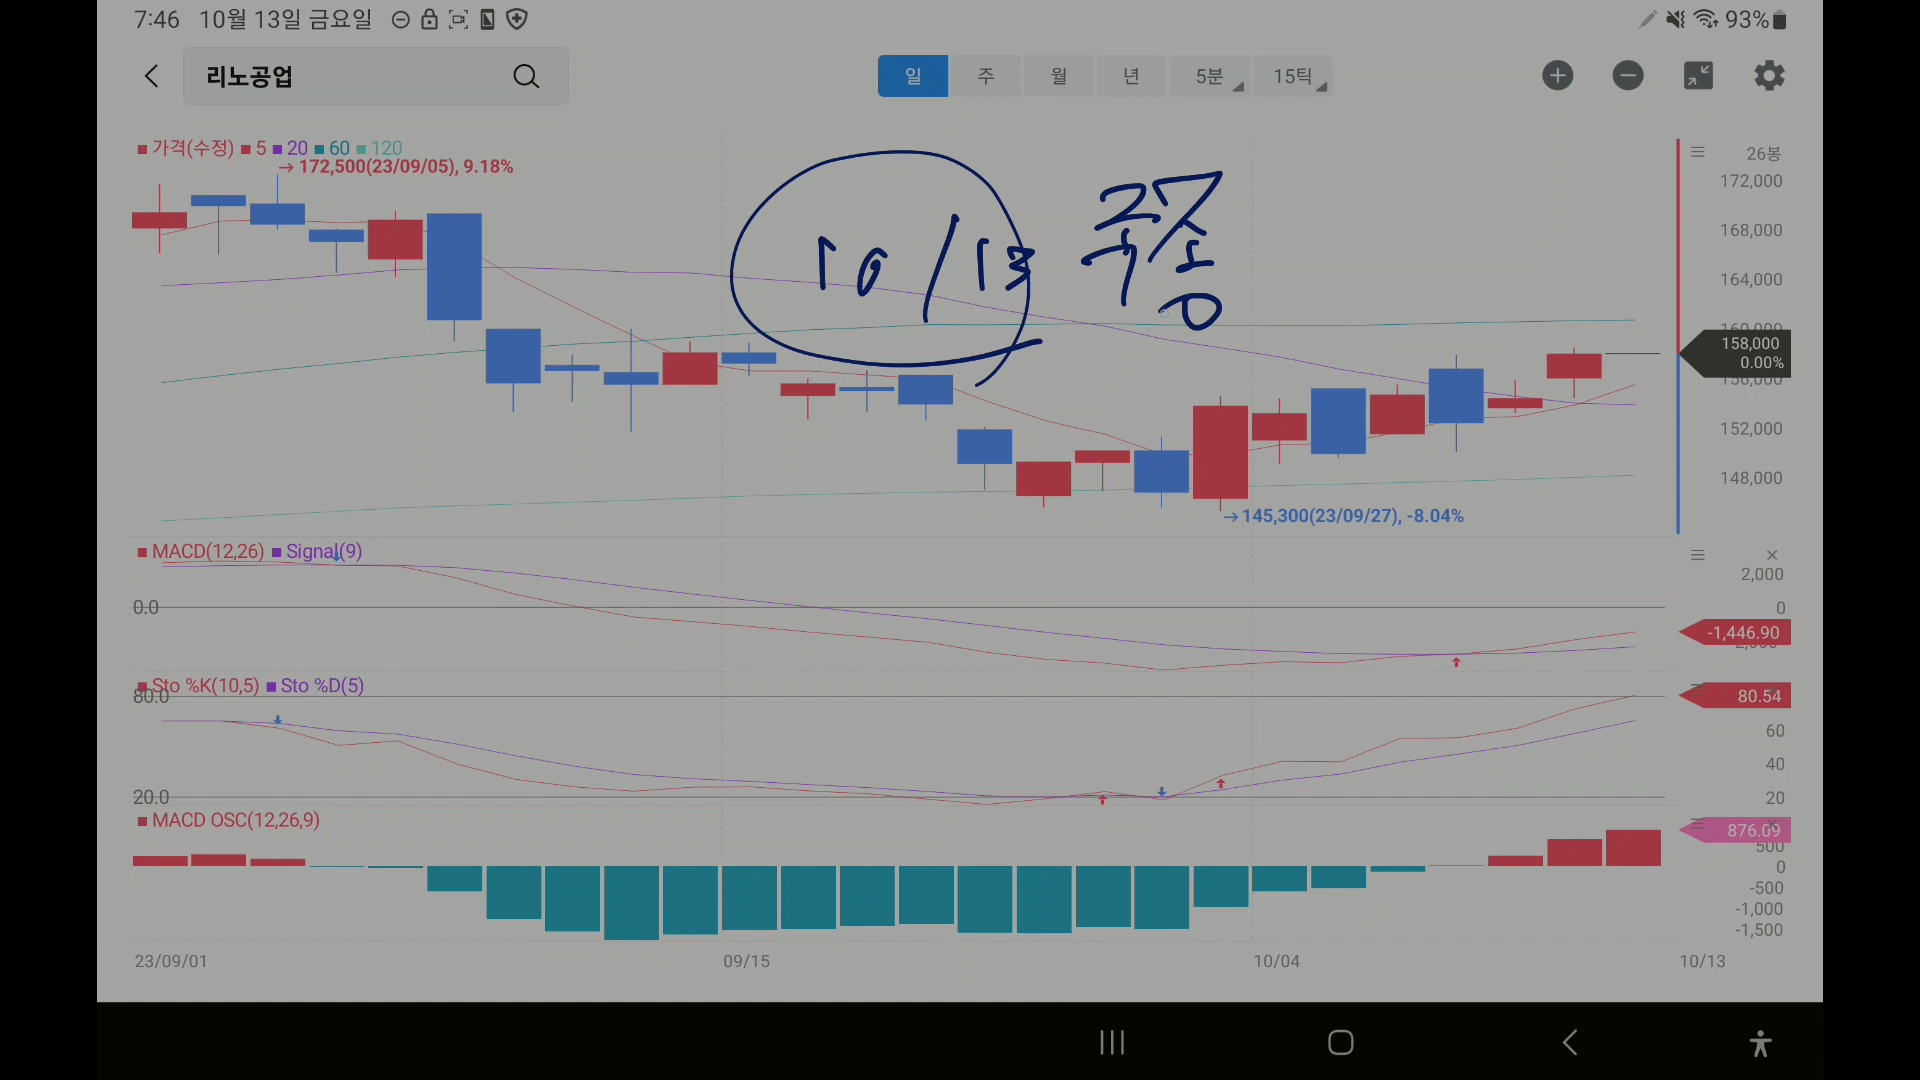 7:46 10월 13일 금요일 93%
리노공업
일 주 월 년 5분 15틱
가격(수정) 5 20 60 120
→ 172,500(23/09/05), 9.18%
26봉
172,000
168,000
164,000
160,000
158,000
0.00%
156,000
152,000
148,000
10/13
→ 145,300(23/09/27), -8.04%
MACD(12,26) Signal(9)
2,000
0.0
0
-1,446.90
Sto %K(10,5) Sto %D(5)
80.0
80.54
60
40
20.0
20
MACD OSC(12,26,9)
876.09
500
0
-500
-1,000
-1,500
23/09/01 09/15 10/04 10/13